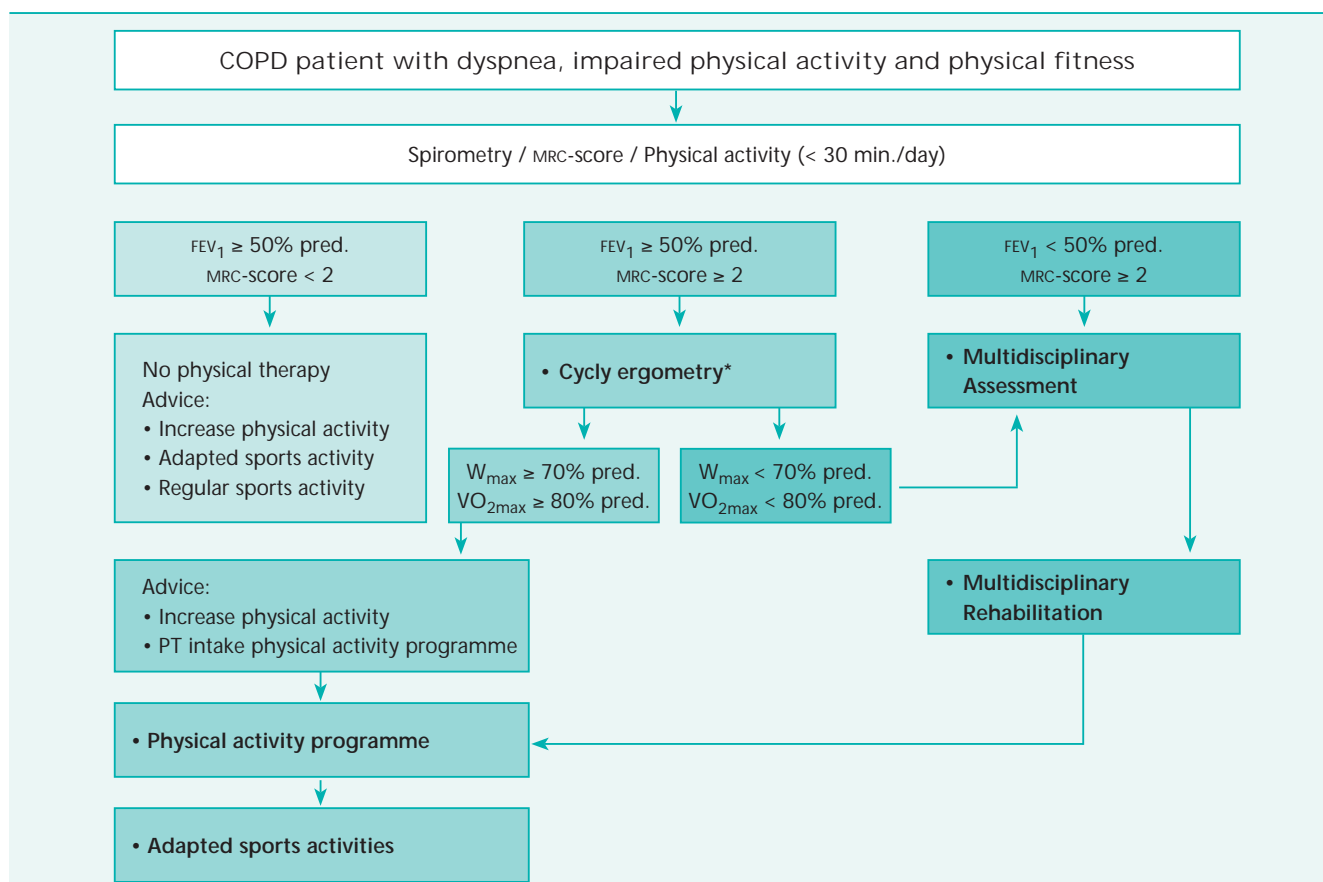 COPD patient with dyspnea, impaired physical activity and physical fitness
Spirometry / MRC-score / Physical activity (< 30 min./day)
FEV1 ≥ 50% pred.
MRC-score < 2
FEV1 ≥ 50% pred.
MRC-score ≥ 2
FEV1 < 50% pred.
MRC-score ≥ 2
No physical therapy
Advice:
• Increase physical activity
• Adapted sports activity
• Regular sports activity
• Cycly ergometry*
• Multidisciplinary
Assessment
Wmax ≥ 70% pred.
VO2max ≥ 80% pred.
Wmax < 70% pred.
VO2max < 80% pred.
Advice:
• Increase physical activity
• PT intake physical activity programme
• Multidisciplinary
Rehabilitation
• Physical activity programme
• Adapted sports activities